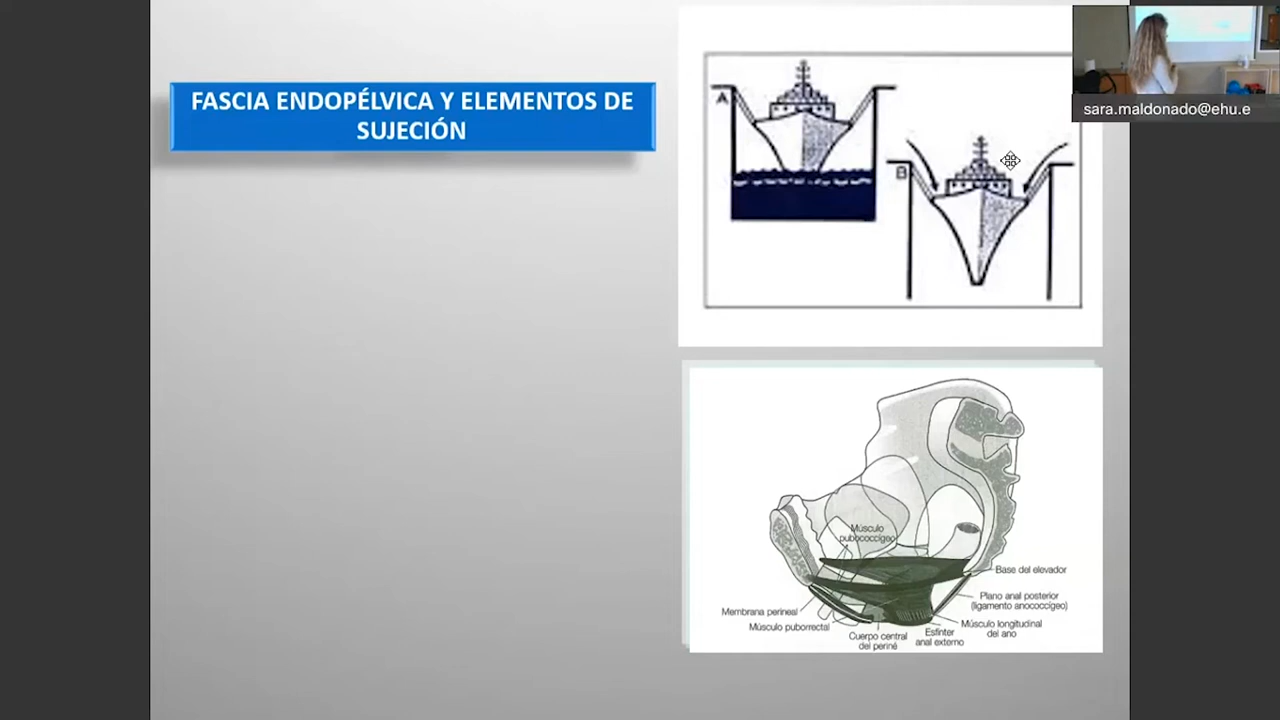 FASCIA ENDOPÉLVICA Y ELEMENTOS DE
SUJECIÓN
A
B
sara.maldonado@ehu.e
Músculo
pubococcígeo
Base del elevador
Plano anal posterior
(ligamento anococcígeo)
Membrana perineal
Músculo puborrectal
Cuerpo central
del periné
Esfínter
anal externo
Músculo longitudinal
del ano